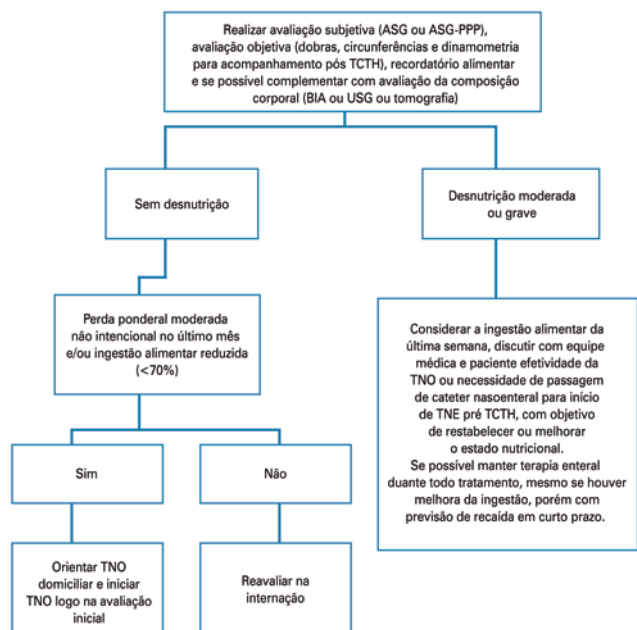 Realizar avaliação subjetiva (ASG ou ASG-PPP),
avaliação objetiva (dobras, circunferências e dinamometria
para acompanhamento pós TCTH), recordatório alimentar
e se possível complementar com avaliação da composição
corporal (BIA ou USG ou tomografia)
Sem desnutrição
Desnutrição moderada
ou grave
Perda ponderal moderada
não intencional no último mês
e/ou ingestão alimentar reduzida
(<70%)
Considerar a ingestão alimentar da
última semana, discutir com equipe
médica e paciente efetividade da
TNO ou necessidade de passagem
de cateter nasoenteral para início
de TNE pré TCTH, com objetivo
de restabelecer ou melhorar
o estado nutricional.
Se possível manter terapia enteral
duante todo tratamento, mesmo se houver
melhora da ingestão, porém com
previsão de recaída em curto prazo.
Sim
Não
Orientar TNO
domiciliar e iniciar
TNO logo na avaliação
inicial
Reavaliar na
internação